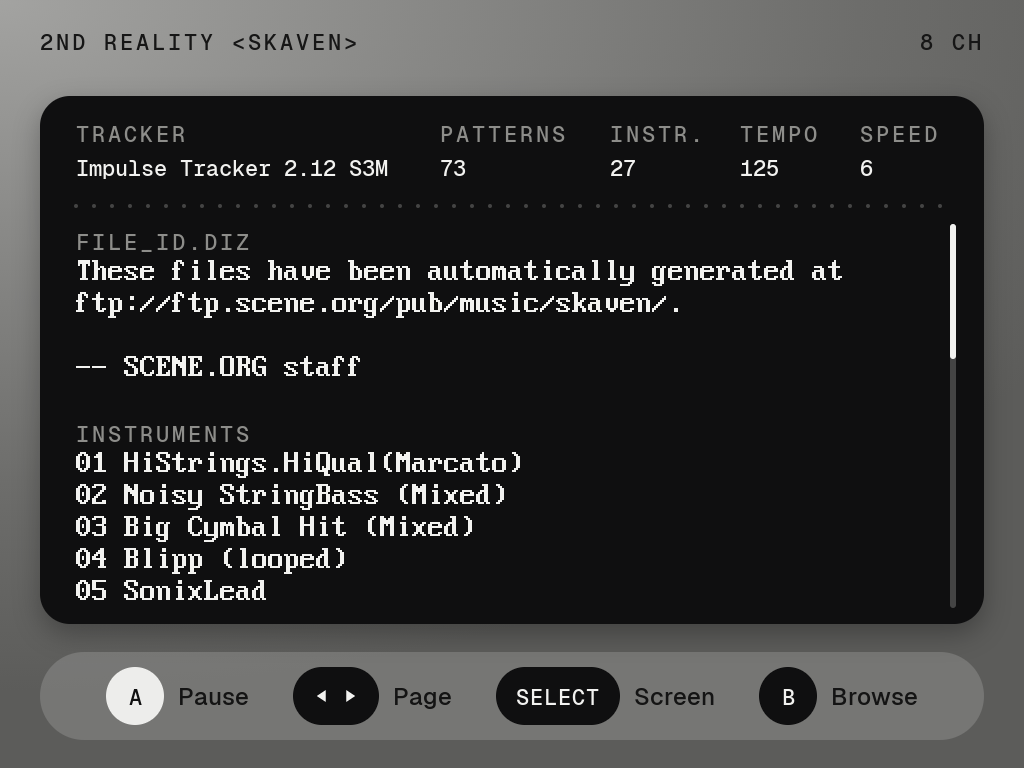 2ND REALITY <SKAVEN> 8 CH
TRACKER PATTERNS INSTR. TEMPO SPEED
Impulse Tracker 2.12 S3M 73 27 125 6
FILE_ID.DIZ
These files have been automatically generated at
ftp://ftp.scene.org/pub/music/skaven/.
-- SCENE.ORG staff
INSTRUMENTS
01 HiStrings.HiQual(Marcato)
02 Noisy StringBass (Mixed)
03 Big Cymbal Hit (Mixed)
04 Blipp (looped)
05 SonixLead
A Pause ◄ ► Page SELECT Screen B Browse